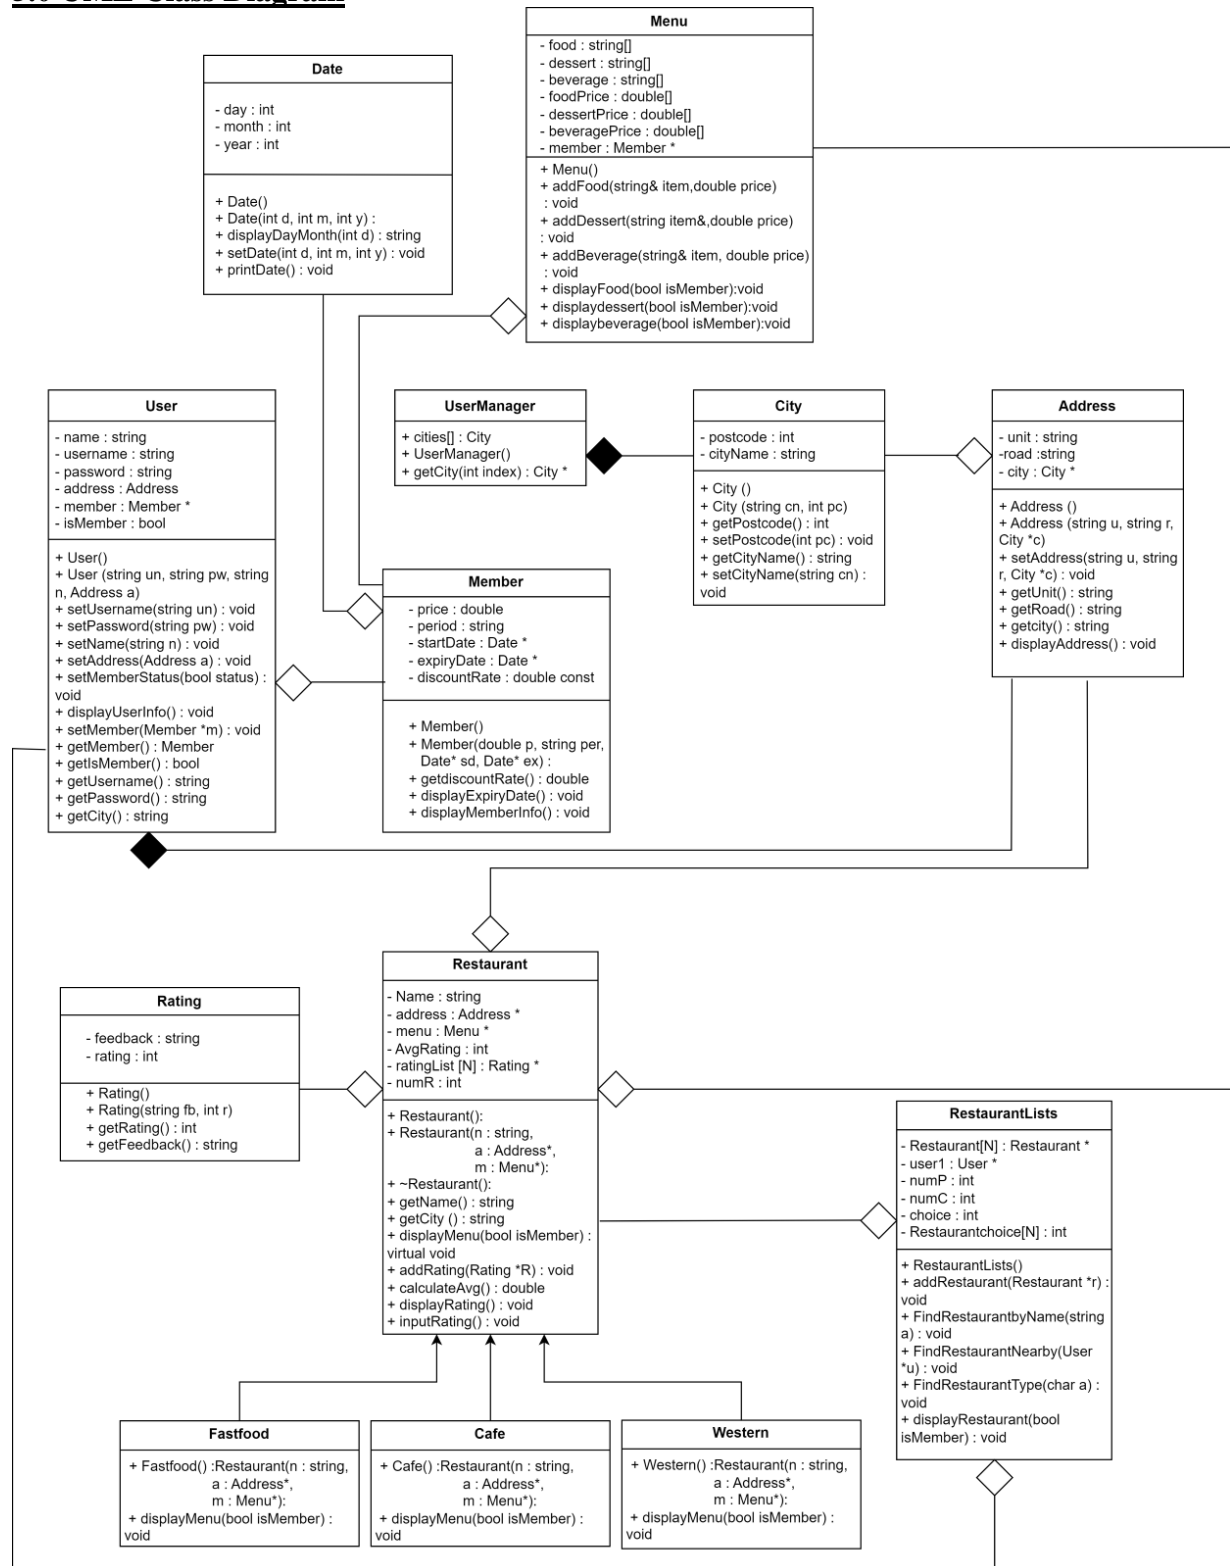 3.0 UML Class Diagram
Menu
- food : string[]
- dessert : string[]
- beverage : string[]
- foodPrice : double[]
- dessertPrice : double[]
- beveragePrice : double[]
- member : Member *
+ Menu()
+ addFood(string& item,double price)
: void
+ addDessert(string item&,double price)
: void
+ addBeverage(string& item, double price)
: void
+ displayFood(bool isMember):void
+ displaydessert(bool isMember):void
+ displaybeverage(bool isMember):void
Date
- day : int
- month : int
- year : int
+ Date()
+ Date(int d, int m, int y) :
+ displayDayMonth(int d) : string
+ setDate(int d, int m, int y) : void
+ printDate() : void
User
- name : string
- username : string
- password : string
- address : Address
- member : Member *
- isMember : bool
+ User()
+ User (string un, string pw, string
n, Address a)
+ setUsername(string un) : void
+ setPassword(string pw) : void
+ setName(string n) : void
+ setAddress(Address a) : void
+ setMemberStatus(bool status) :
void
+ displayUserInfo() : void
+ setMember(Member *m) : void
+ getMember() : Member
+ getIsMember() : bool
+ getUsername() : string
+ getPassword() : string
+ getCity() : string
UserManager
+ cities[] : City
+ UserManager()
+ getCity(int index) : City *
City
- postcode : int
- cityName : string
+ City ()
+ City (string cn, int pc)
+ getPostcode() : int
+ setPostcode(int pc) : void
+ getCityName() : string
+ setCityName(string cn) :
void
Address
- unit : string
-road :string
- city : City *
+ Address ()
+ Address (string u, string r,
City *c)
+ setAddress(string u, string
r, City *c) : void
+ getUnit() : string
+ getRoad() : string
+ getcity() : string
+ displayAddress() : void
Member
- price : double
- period : string
- startDate : Date *
- expiryDate : Date *
- discountRate : double const
+ Member()
+ Member(double p, string per,
Date* sd, Date* ex) :
+ getdiscountRate() : double
+ displayExpiryDate() : void
+ displayMemberInfo() : void
Restaurant
- Name : string
- address : Address *
- menu : Menu *
- AvgRating : int
- ratingList [N] : Rating *
- numR : int
+ Restaurant():
+ Restaurant(n : string,
a : Address*,
m : Menu*):
+ ~Restaurant():
+ getName() : string
+ getCity () : string
+ displayMenu(bool isMember) :
virtual void
+ addRating(Rating *R) : void
+ calculateAvg() : double
+ displayRating() : void
+ inputRating() : void
Rating
- feedback : string
- rating : int
+ Rating()
+ Rating(string fb, int r)
+ getRating() : int
+ getFeedback() : string
RestaurantLists
- Restaurant[N] : Restaurant *
- user1 : User *
- numP : int
- numC : int
- choice : int
- Restaurantchoice[N] : int
+ RestaurantLists()
+ addRestaurant(Restaurant *r) :
void
+ FindRestaurantbyName(string
a) : void
+ FindRestaurantNearby(User
*u) : void
+ FindRestaurantType(char a) :
void
+ displayRestaurant(bool
isMember) : void
Fastfood
+ Fastfood() :Restaurant(n : string,
a : Address*,
m : Menu*):
+ displayMenu(bool isMember) :
void
Cafe
+ Cafe() :Restaurant(n : string,
a : Address*,
m : Menu*):
+ displayMenu(bool isMember) :
void
Western
+ Western() :Restaurant(n : string,
a : Address*,
m : Menu*):
+ displayMenu(bool isMember) :
void